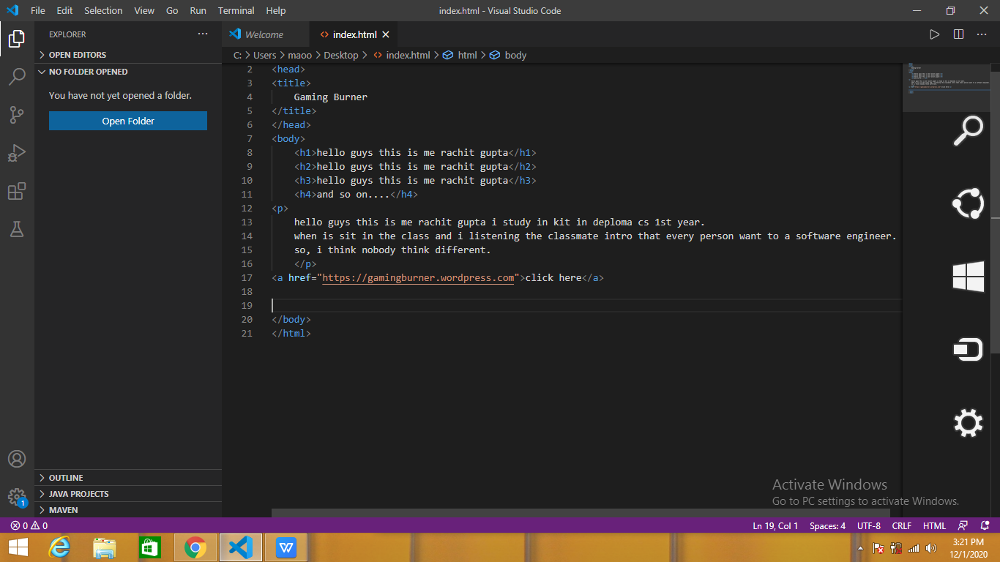 File Edit Selection View Go Run Terminal Help
index.html - Visual Studio Code
EXPLORER
OPEN EDITORS
NO FOLDER OPENED
You have not yet opened a folder.
Open Folder
OUTLINE
JAVA PROJECTS
MAVEN
Welcome
index.html
C: > Users > maoo > Desktop > index.html > html > body
2 <head>
3 <title>
4 Gaming Burner
5 </title>
6 </head>
7 <body>
8 <h1>hello guys this is me rachit gupta</h1>
9 <h2>hello guys this is me rachit gupta</h2>
10 <h3>hello guys this is me rachit gupta</h3>
11 <h4>and so on....</h4>
12 <p>
13 hello guys this is me rachit gupta i study in kit in deploma cs 1st year.
14 when is sit in the class and i listening the classmate intro that every person want to a software engineer.
15 so, i think nobody think different.
16 </p>
17 <a href="https://gamingburner.wordpress.com">click here</a>
18
19
20 </body>
21 </html>
Activate Windows
Go to PC settings to activate Windows.
1
0 0
Ln 19, Col 1 Spaces: 4 UTF-8 CRLF HTML
W
3:21 PM
12/1/2020